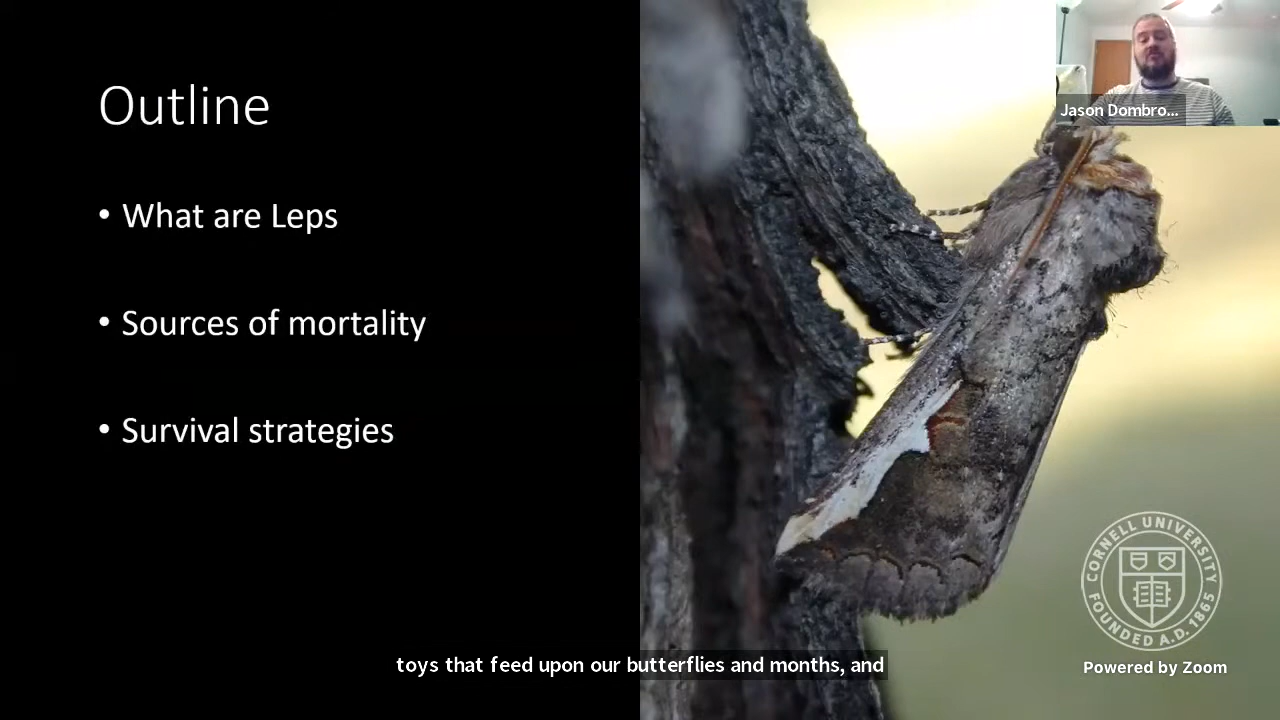 Outline
• What are Leps
• Sources of mortality
• Survival strategies
Jason Dombro...
CORNELL UNIVERSITY
FOUNDED A.D. 1865
toys that feed upon our butterflies and months, and
Powered by Zoom